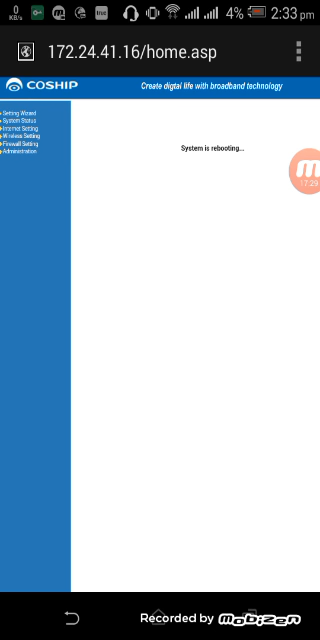 0
KB/s
4%
2:33 pm
172.24.41.16/home.asp
COSHIP
Create digtal life with broadband technology
Setting Wizard
System Status
Internet Setting
Wireless Setting
Firewall Setting
Administration
System is rebooting...
17:29
Recorded by MOBIZEN